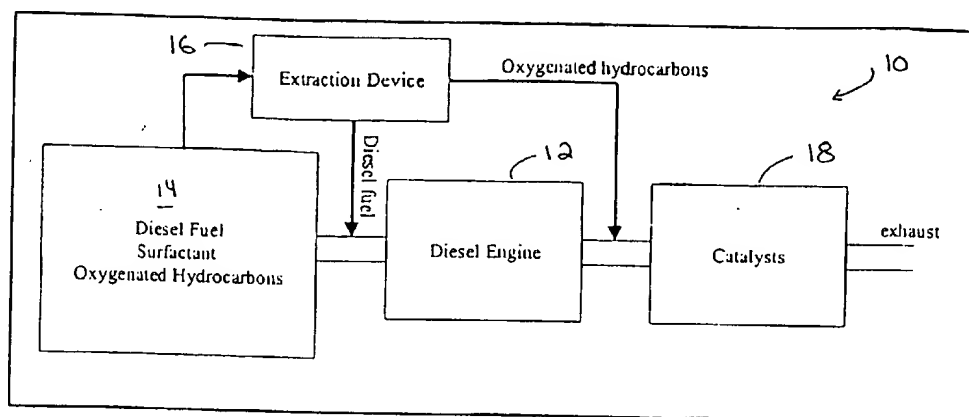 16
Extraction Device
Oxygenated hydrocarbons
10
Diesel fuel
12
18
14
Diesel Fuel
Surfactant
Oxygenated Hydrocarbons
Diesel Engine
Catalysts
exhaust